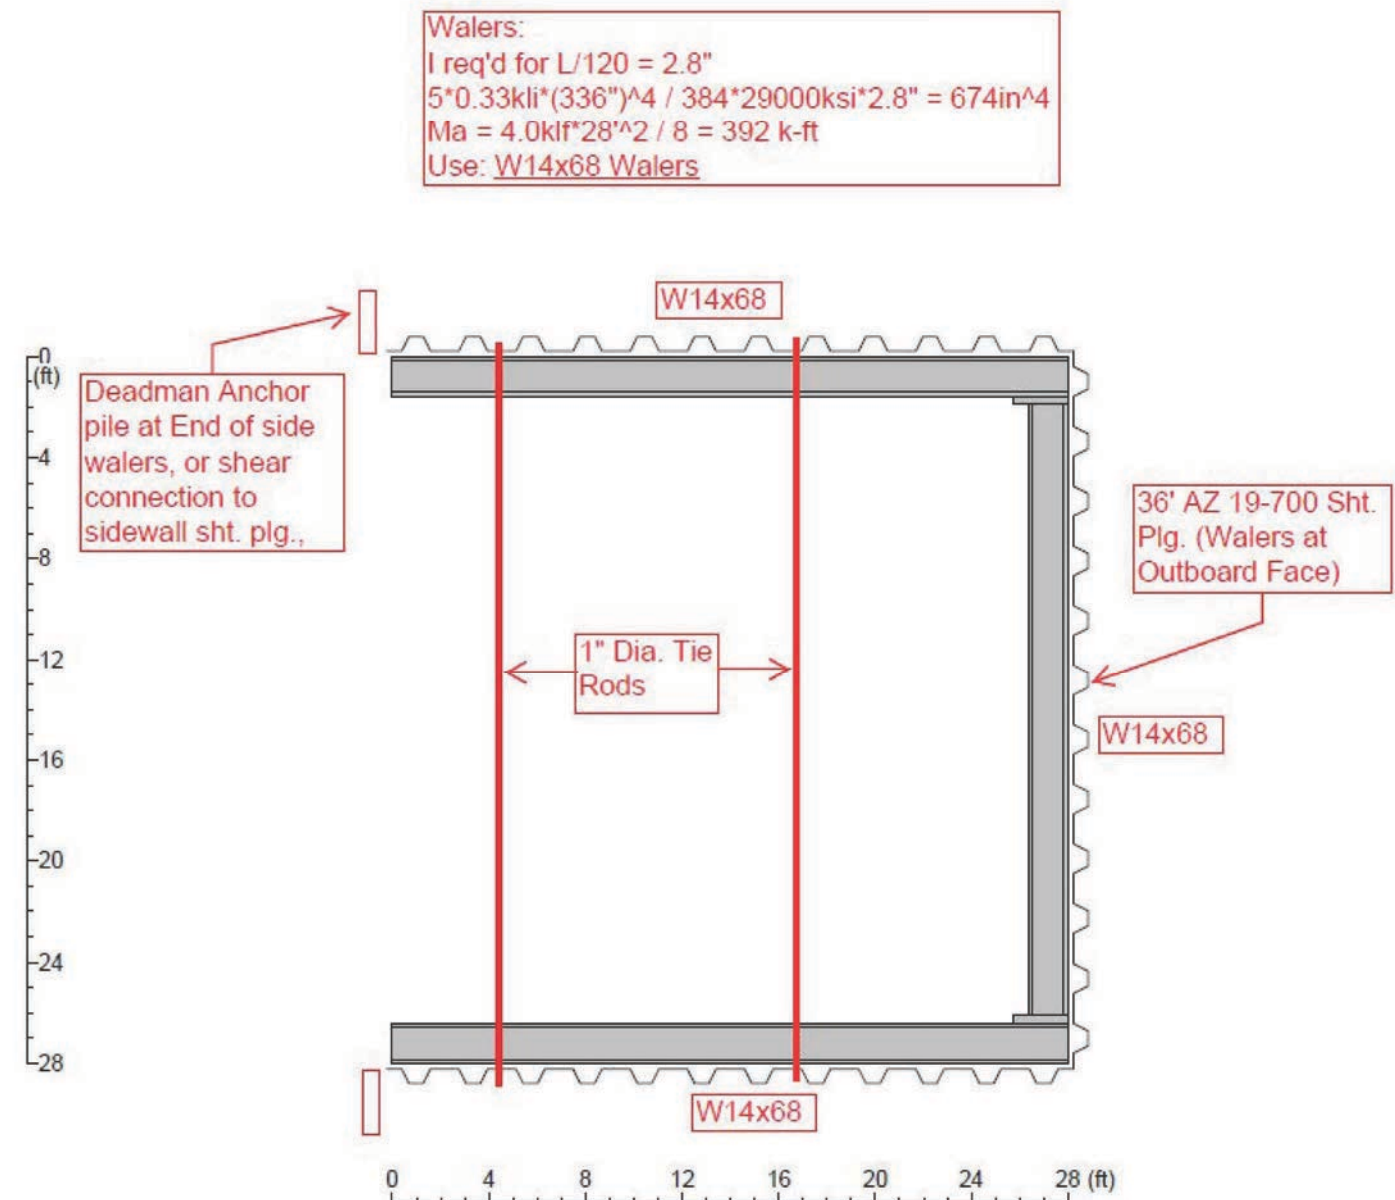 Walers:
I req'd for L/120 = 2.8"
5*0.33kli*(336")^4 / 384*29000ksi*2.8" = 674in^4
Ma = 4.0klf*28'^2 / 8 = 392 k-ft
Use: W14x68 Walers
W14x68
Deadman Anchor
pile at End of side
walers, or shear
connection to
sidewall sht. plg.,
0
(ft)
4
8
12
16
20
24
28
1" Dia. Tie
Rods
36' AZ 19-700 Sht.
Plg. (Walers at
Outboard Face)
W14x68
W14x68
0 4 8 12 16 20 24 28 (ft)